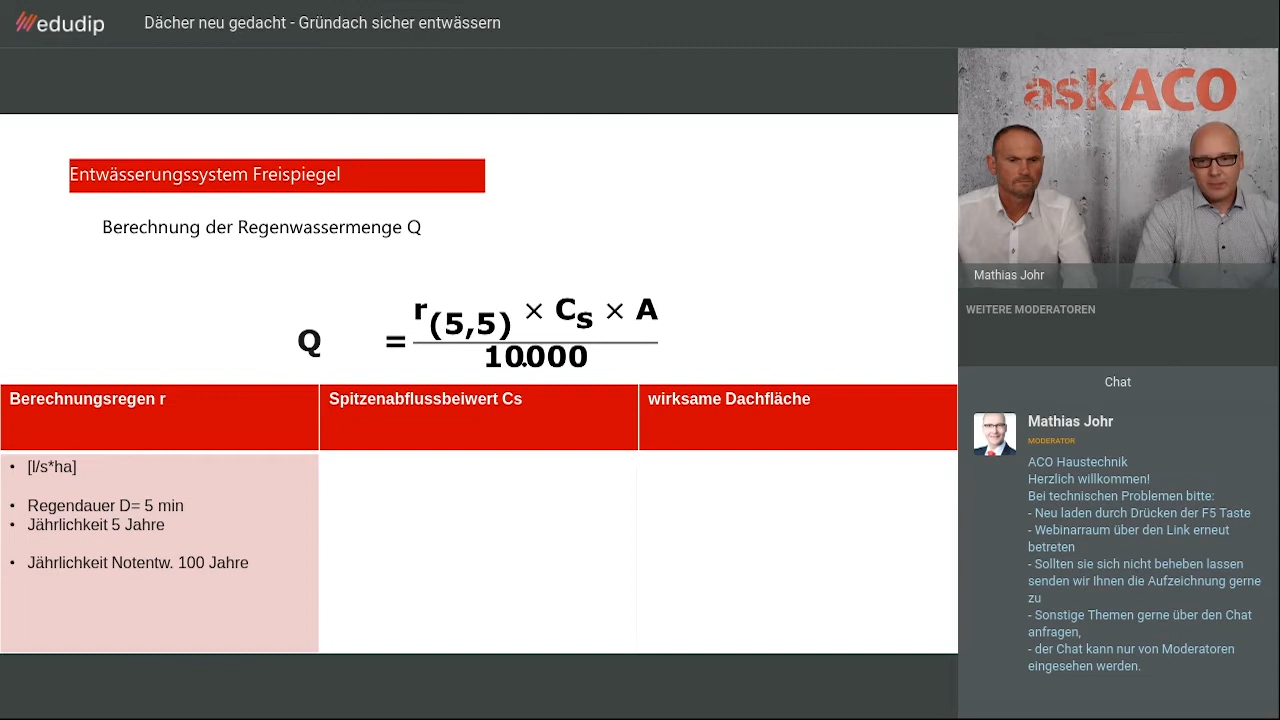 edudip
Dächer neu gedacht - Gründach sicher entwässern
Entwässerungssystem Freispiegel
Berechnung der Regenwassermenge Q
Q = r(5,5) × Cs × A
10.000
Berechnungsregen r
Spitzenabflussbeiwert Cs
wirksame Dachfläche
• [l/s*ha]
• Regendauer D= 5 min
• Jährlichkeit 5 Jahre
• Jährlichkeit Notentw. 100 Jahre
askACO
Mathias Johr
WEITERE MODERATOREN
Chat
Mathias Johr
MODERATOR
ACO Haustechnik
Herzlich willkommen!
Bei technischen Problemen bitte:
- Neu laden durch Drücken der F5 Taste
- Webinarraum über den Link erneut
betreten
- Sollten sie sich nicht beheben lassen
senden wir Ihnen die Aufzeichnung gerne
zu
- Sonstige Themen gerne über den Chat
anfragen,
- der Chat kann nur von Moderatoren
eingesehen werden.